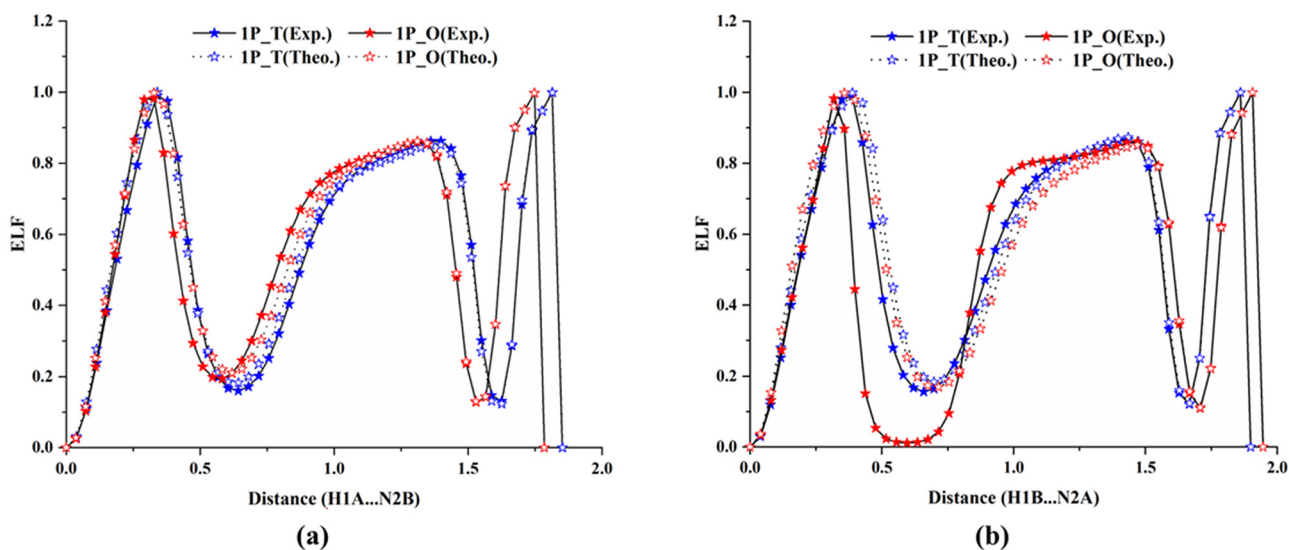 1.2
1P_T(Exp.) 1P_O(Exp.)
1P_T(Theo.) 1P_O(Theo.)
1.0
0.8
0.6
0.4
0.2
0.0
ELF
0.0 0.5 1.0 1.5 2.0
Distance (H1A...N2B)
(a)
1.2
1P_T(Exp.) 1P_O(Exp.)
1P_T(Theo.) 1P_O(Theo.)
1.0
0.8
0.6
0.4
0.2
0.0
ELF
0.0 0.5 1.0 1.5 2.0
Distance (H1B...N2A)
(b)